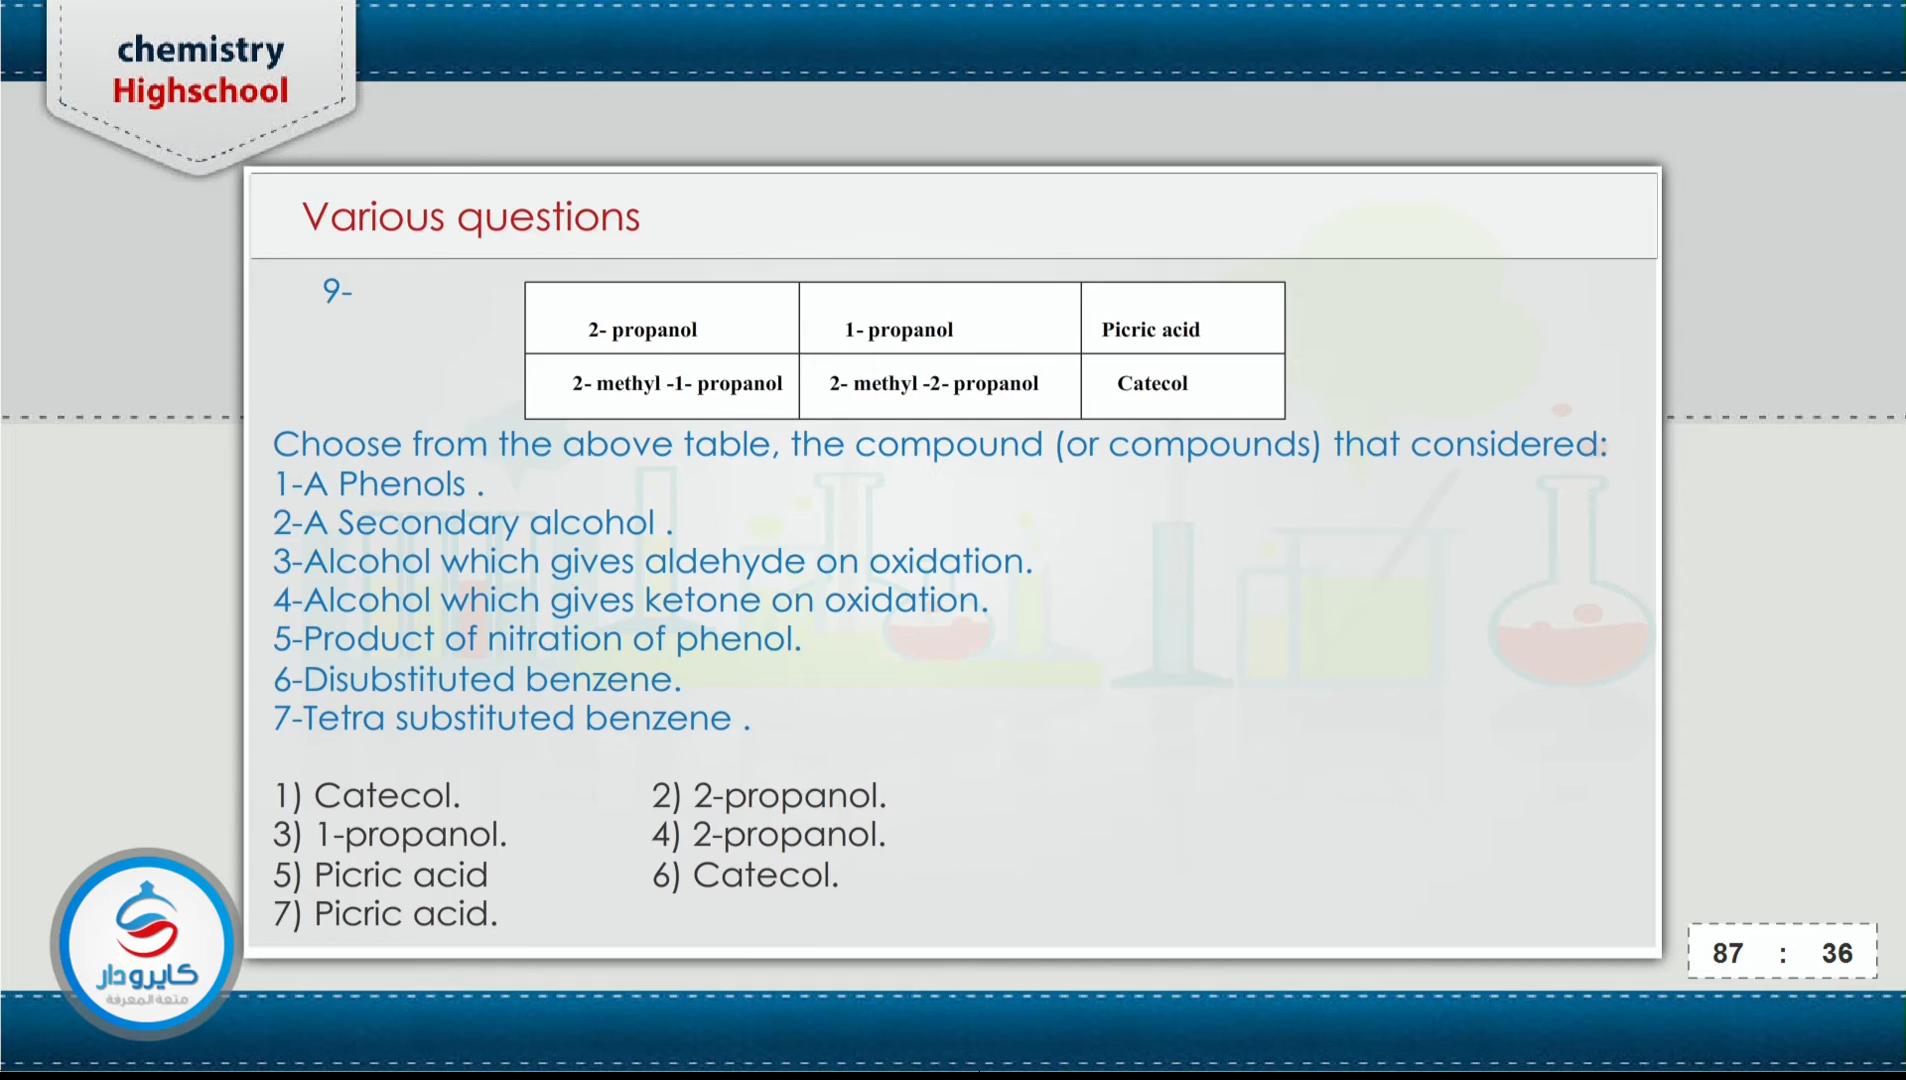 chemistry
Highschool
Various questions
9-
2- propanol 1- propanol Picric acid
2- methyl -1- propanol 2- methyl -2- propanol Catecol
Choose from the above table, the compound (or compounds) that considered:
1-A Phenols .
2-A Secondary alcohol .
3-Alcohol which gives aldehyde on oxidation.
4-Alcohol which gives ketone on oxidation.
5-Product of nitration of phenol.
6-Disubstituted benzene.
7-Tetra substituted benzene .
1) Catecol. 2) 2-propanol.
3) 1-propanol. 4) 2-propanol.
5) Picric acid 6) Catecol.
7) Picric acid.
كايرودار
متعة المعرفة
87 : 36